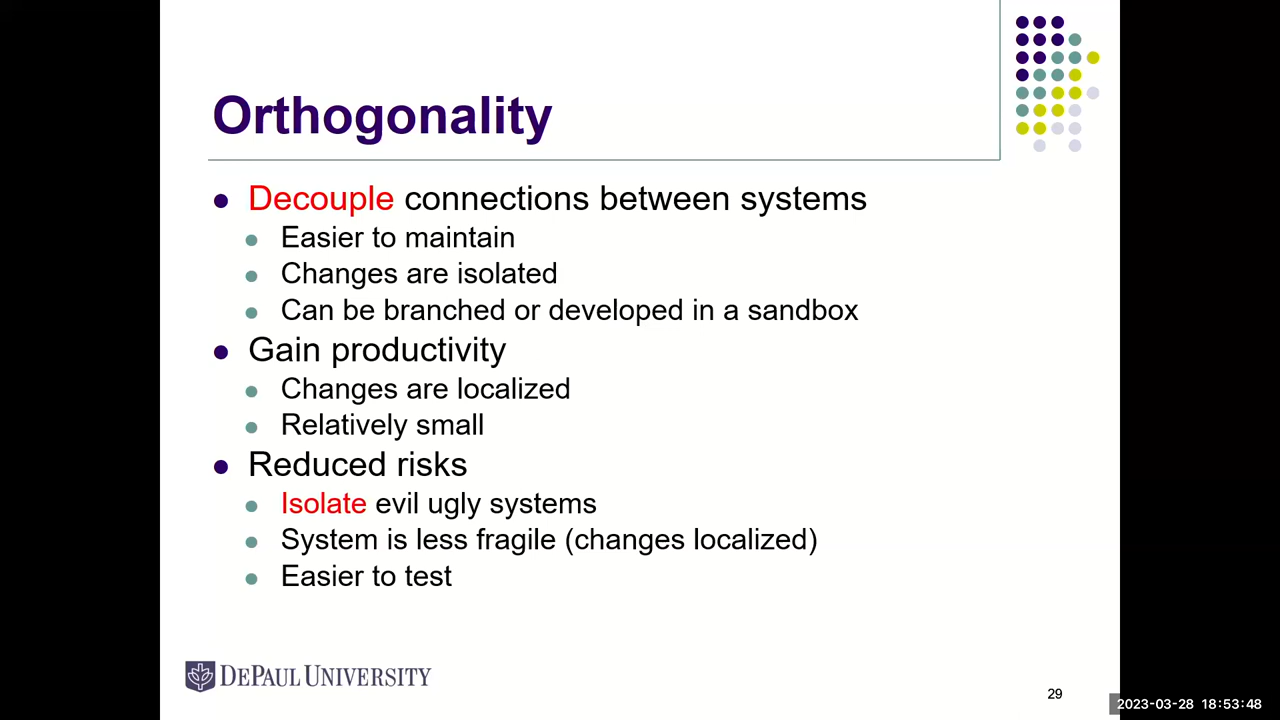 Orthogonality
Decouple connections between systems
Easier to maintain
Changes are isolated
Can be branched or developed in a sandbox
Gain productivity
Changes are localized
Relatively small
Reduced risks
Isolate evil ugly systems
System is less fragile (changes localized)
Easier to test
DEPAUL UNIVERSITY
29
2023-03-28 18:53:48